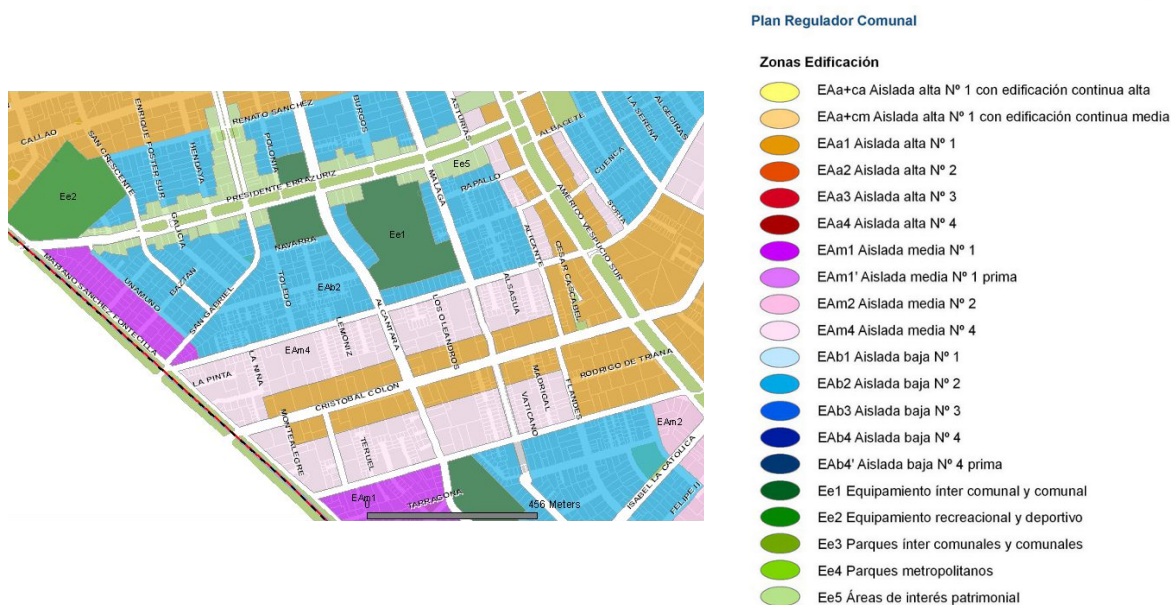 Plan Regulador Comunal
Zonas Edificación
EAa+ca Aislada alta Nº 1 con edificación continua alta
EAa+cm Aislada alta Nº 1 con edificación continua media
EAa1 Aislada alta Nº 1
EAa2 Aislada alta Nº 2
EAa3 Aislada alta Nº 3
EAa4 Aislada alta Nº 4
EAm1 Aislada media Nº 1
EAm1' Aislada media Nº 1 prima
EAm2 Aislada media Nº 2
EAm4 Aislada media Nº 4
EAb1 Aislada baja Nº 1
EAb2 Aislada baja Nº 2
EAb3 Aislada baja Nº 3
EAb4 Aislada baja Nº 4
EAb4' Aislada baja Nº 4 prima
Ee1 Equipamiento ínter comunal y comunal
Ee2 Equipamiento recreacional y deportivo
Ee3 Parques ínter comunales y comunales
Ee4 Parques metropolitanos
Ee5 Áreas de interés patrimonial
CALLAO
SAN CRESCENTE
ENRIQUE FOSTER SUR
HENDAYA
RENATO SANCHEZ
POLONIA
BURGOS
ASTURIAS
ALBACETE
LA SERENA
ALGECIRAS
CUENCA
SORIA
Ee2
GALICIA
PRESIDENTE ERRAZURIZ
Ee5
RAPALLO
MALAGA
AMERICO VESPUCIO SUR
Ee1
NAVARRA
ALICANTE
CESAR CASCABEL
MARIANO SANCHEZ FONTECILLA
UNAMUNO
BAZTAN
SAN GABRIEL
TOLEDO
EAb2
ALCANTARA
LOS OLEANDROS
ALSASUA
EAm4
LEMONIZ
LA NIÑA
LA PINTA
CRISTOBAL COLON
RODRIGO DE TRIANA
MONTEALEGRE
TERUEL
VATICANO
MADRIGAL
FLANDES
EAm2
ISABEL LA CATOLICA
FELIPE II
EAm1
TARRAGONA
0
456 Meters